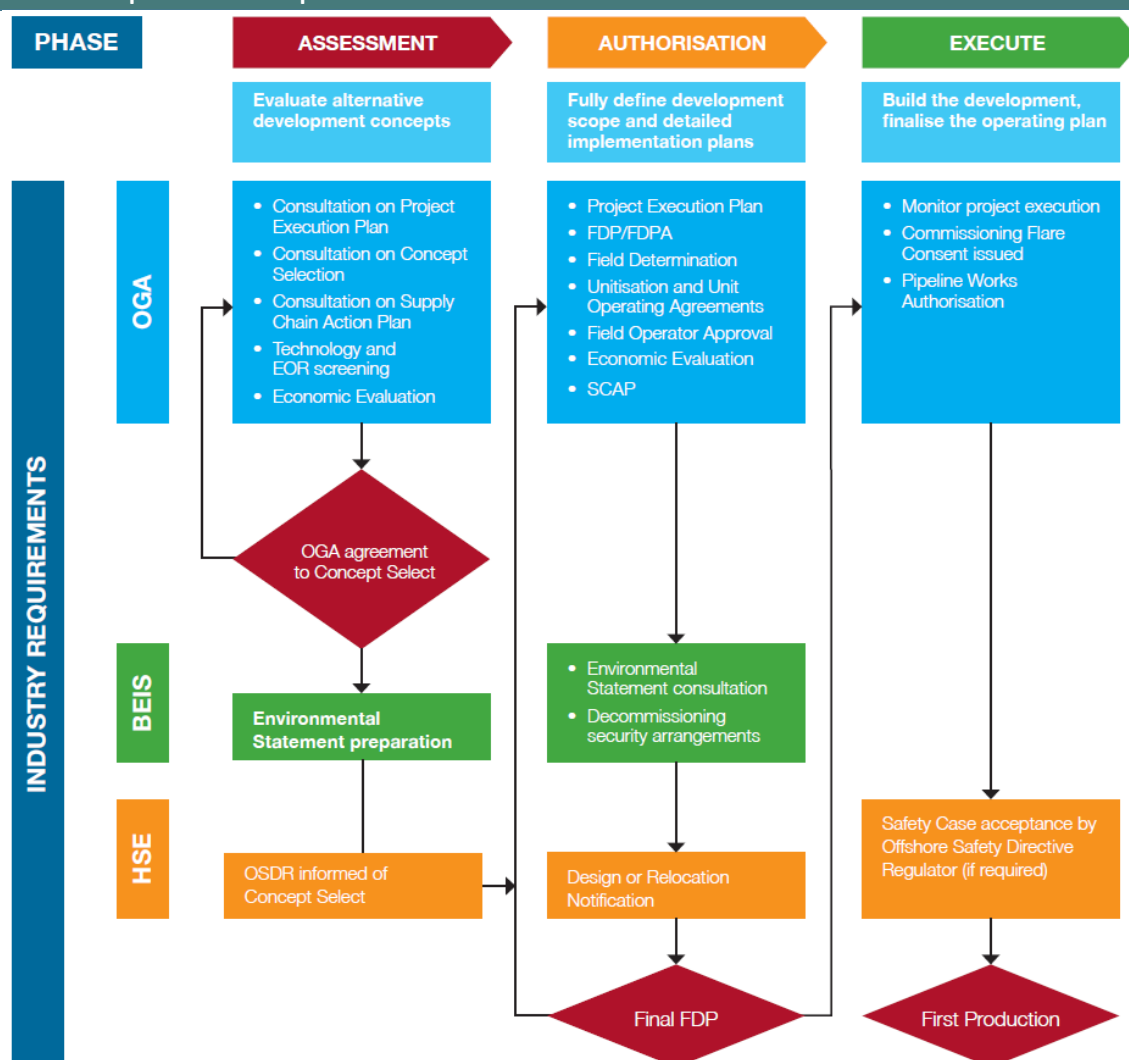 PHASE
ASSESSMENT
AUTHORISATION
EXECUTE
Evaluate alternative
development concepts
Fully define development
scope and detailed
implementation plans
Build the development,
finalise the operating plan
INDUSTRY REQUIREMENTS
OGA
• Consultation on Project
Execution Plan
• Consultation on Concept
Selection
• Consultation on Supply
Chain Action Plan
• Technology and
EOR screening
• Economic Evaluation
• Project Execution Plan
• FDP/FDPA
• Field Determination
• Unitisation and Unit
Operating Agreements
• Field Operator Approval
• Economic Evaluation
• SCAP
• Monitor project execution
• Commissioning Flare
Consent issued
• Pipeline Works
Authorisation
OGA agreement
to Concept Select
BEIS
Environmental
Statement preparation
• Environmental
Statement consultation
• Decommissioning
security arrangements
HSE
OSDR informed of
Concept Select
Design or Relocation
Notification
Safety Case acceptance by
Offshore Safety Directive
Regulator (if required)
Final FDP
First Production